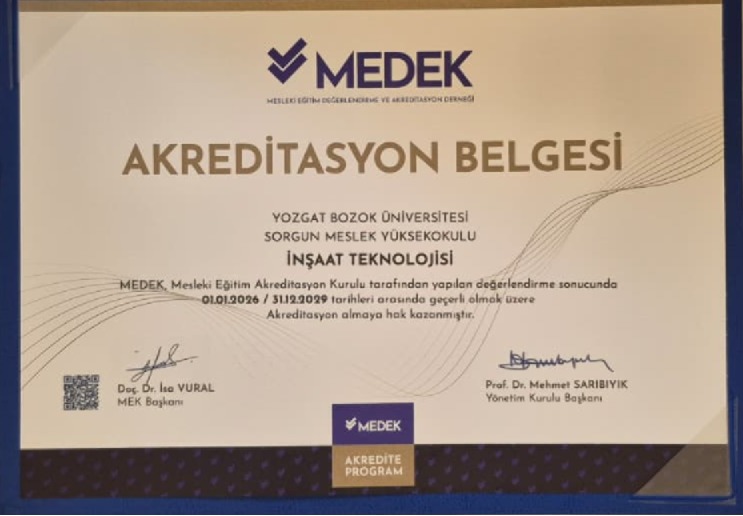 MEDEK
MESLEKİ EĞİTİM DEĞERLENDİRME VE AKREDİTASYON DERNEĞİ
AKREDİTASYON BELGESİ
YOZGAT BOZOK ÜNİVERSİTESİ
SORGUN MESLEK YÜKSEKOKULU
İNŞAAT TEKNOLOJİSİ
MEDEK, Mesleki Eğitim Akreditasyon Kurulu tarafından yapılan değerlendirme sonucunda
01.01.2026 / 31.12.2029 tarihleri arasında geçerli olmak üzere
Akreditasyon almaya hak kazanmıştır.
Doç. Dr. İsa VURAL
MEK Başkanı
Prof. Dr. Mehmet SARIBIYIK
Yönetim Kurulu Başkanı
MEDEK
AKREDİTE
PROGRAM